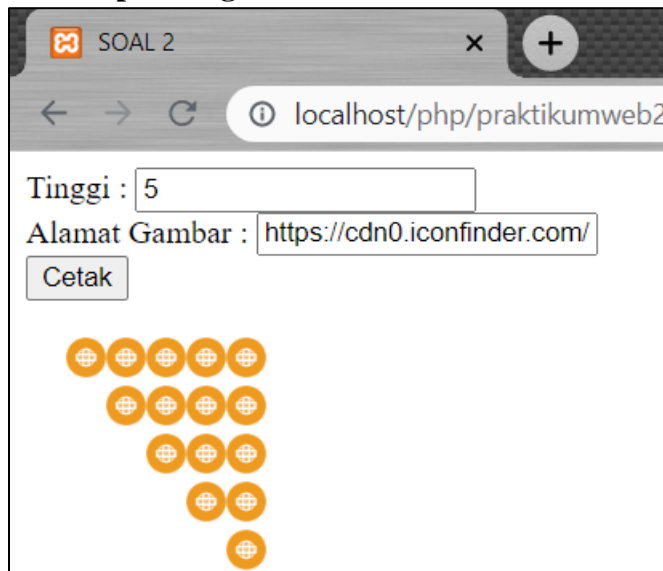 SOAL 2
localhost/php/praktikumweb2
Tinggi : 5
Alamat Gambar : https://cdn0.iconfinder.com/
Cetak